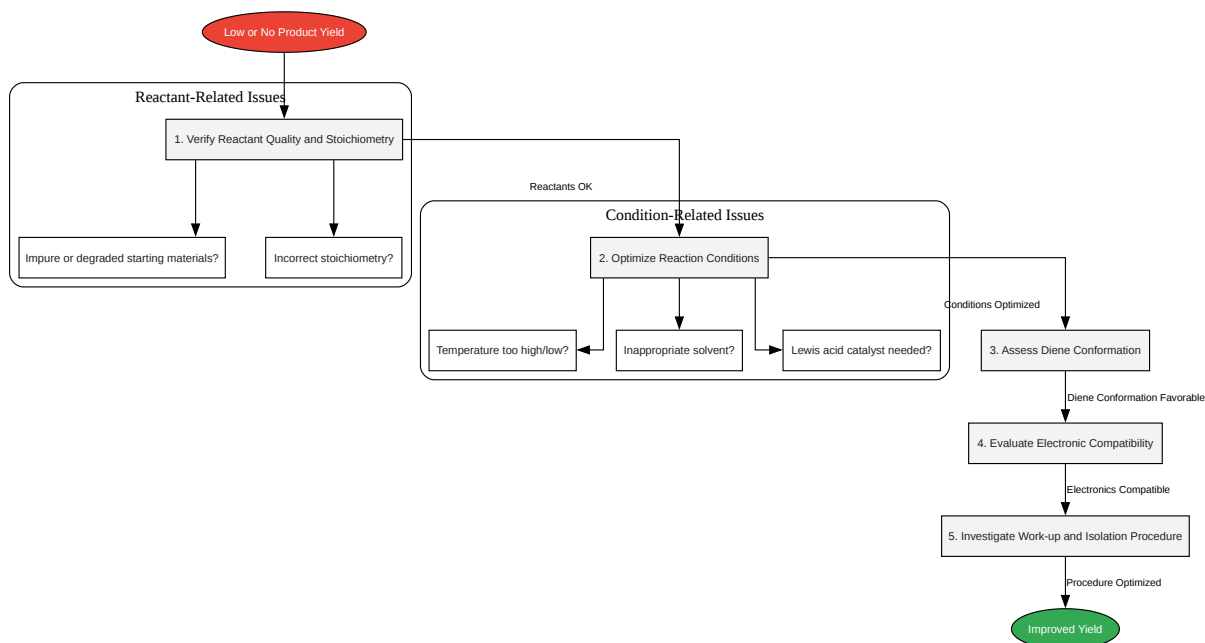 Low or No Product Yield
Reactant-Related Issues
1. Verify Reactant Quality and Stoichiometry
Reactants OK
Condition-Related Issues
Impure or degraded starting materials?
Incorrect stoichiometry?
2. Optimize Reaction Conditions
Conditions Optimized
Temperature too high/low?
Inappropriate solvent?
Lewis acid catalyst needed?
3. Assess Diene Conformation
Diene Conformation Favorable
4. Evaluate Electronic Compatibility
Electronics Compatible
5. Investigate Work-up and Isolation Procedure
Procedure Optimized
Improved Yield